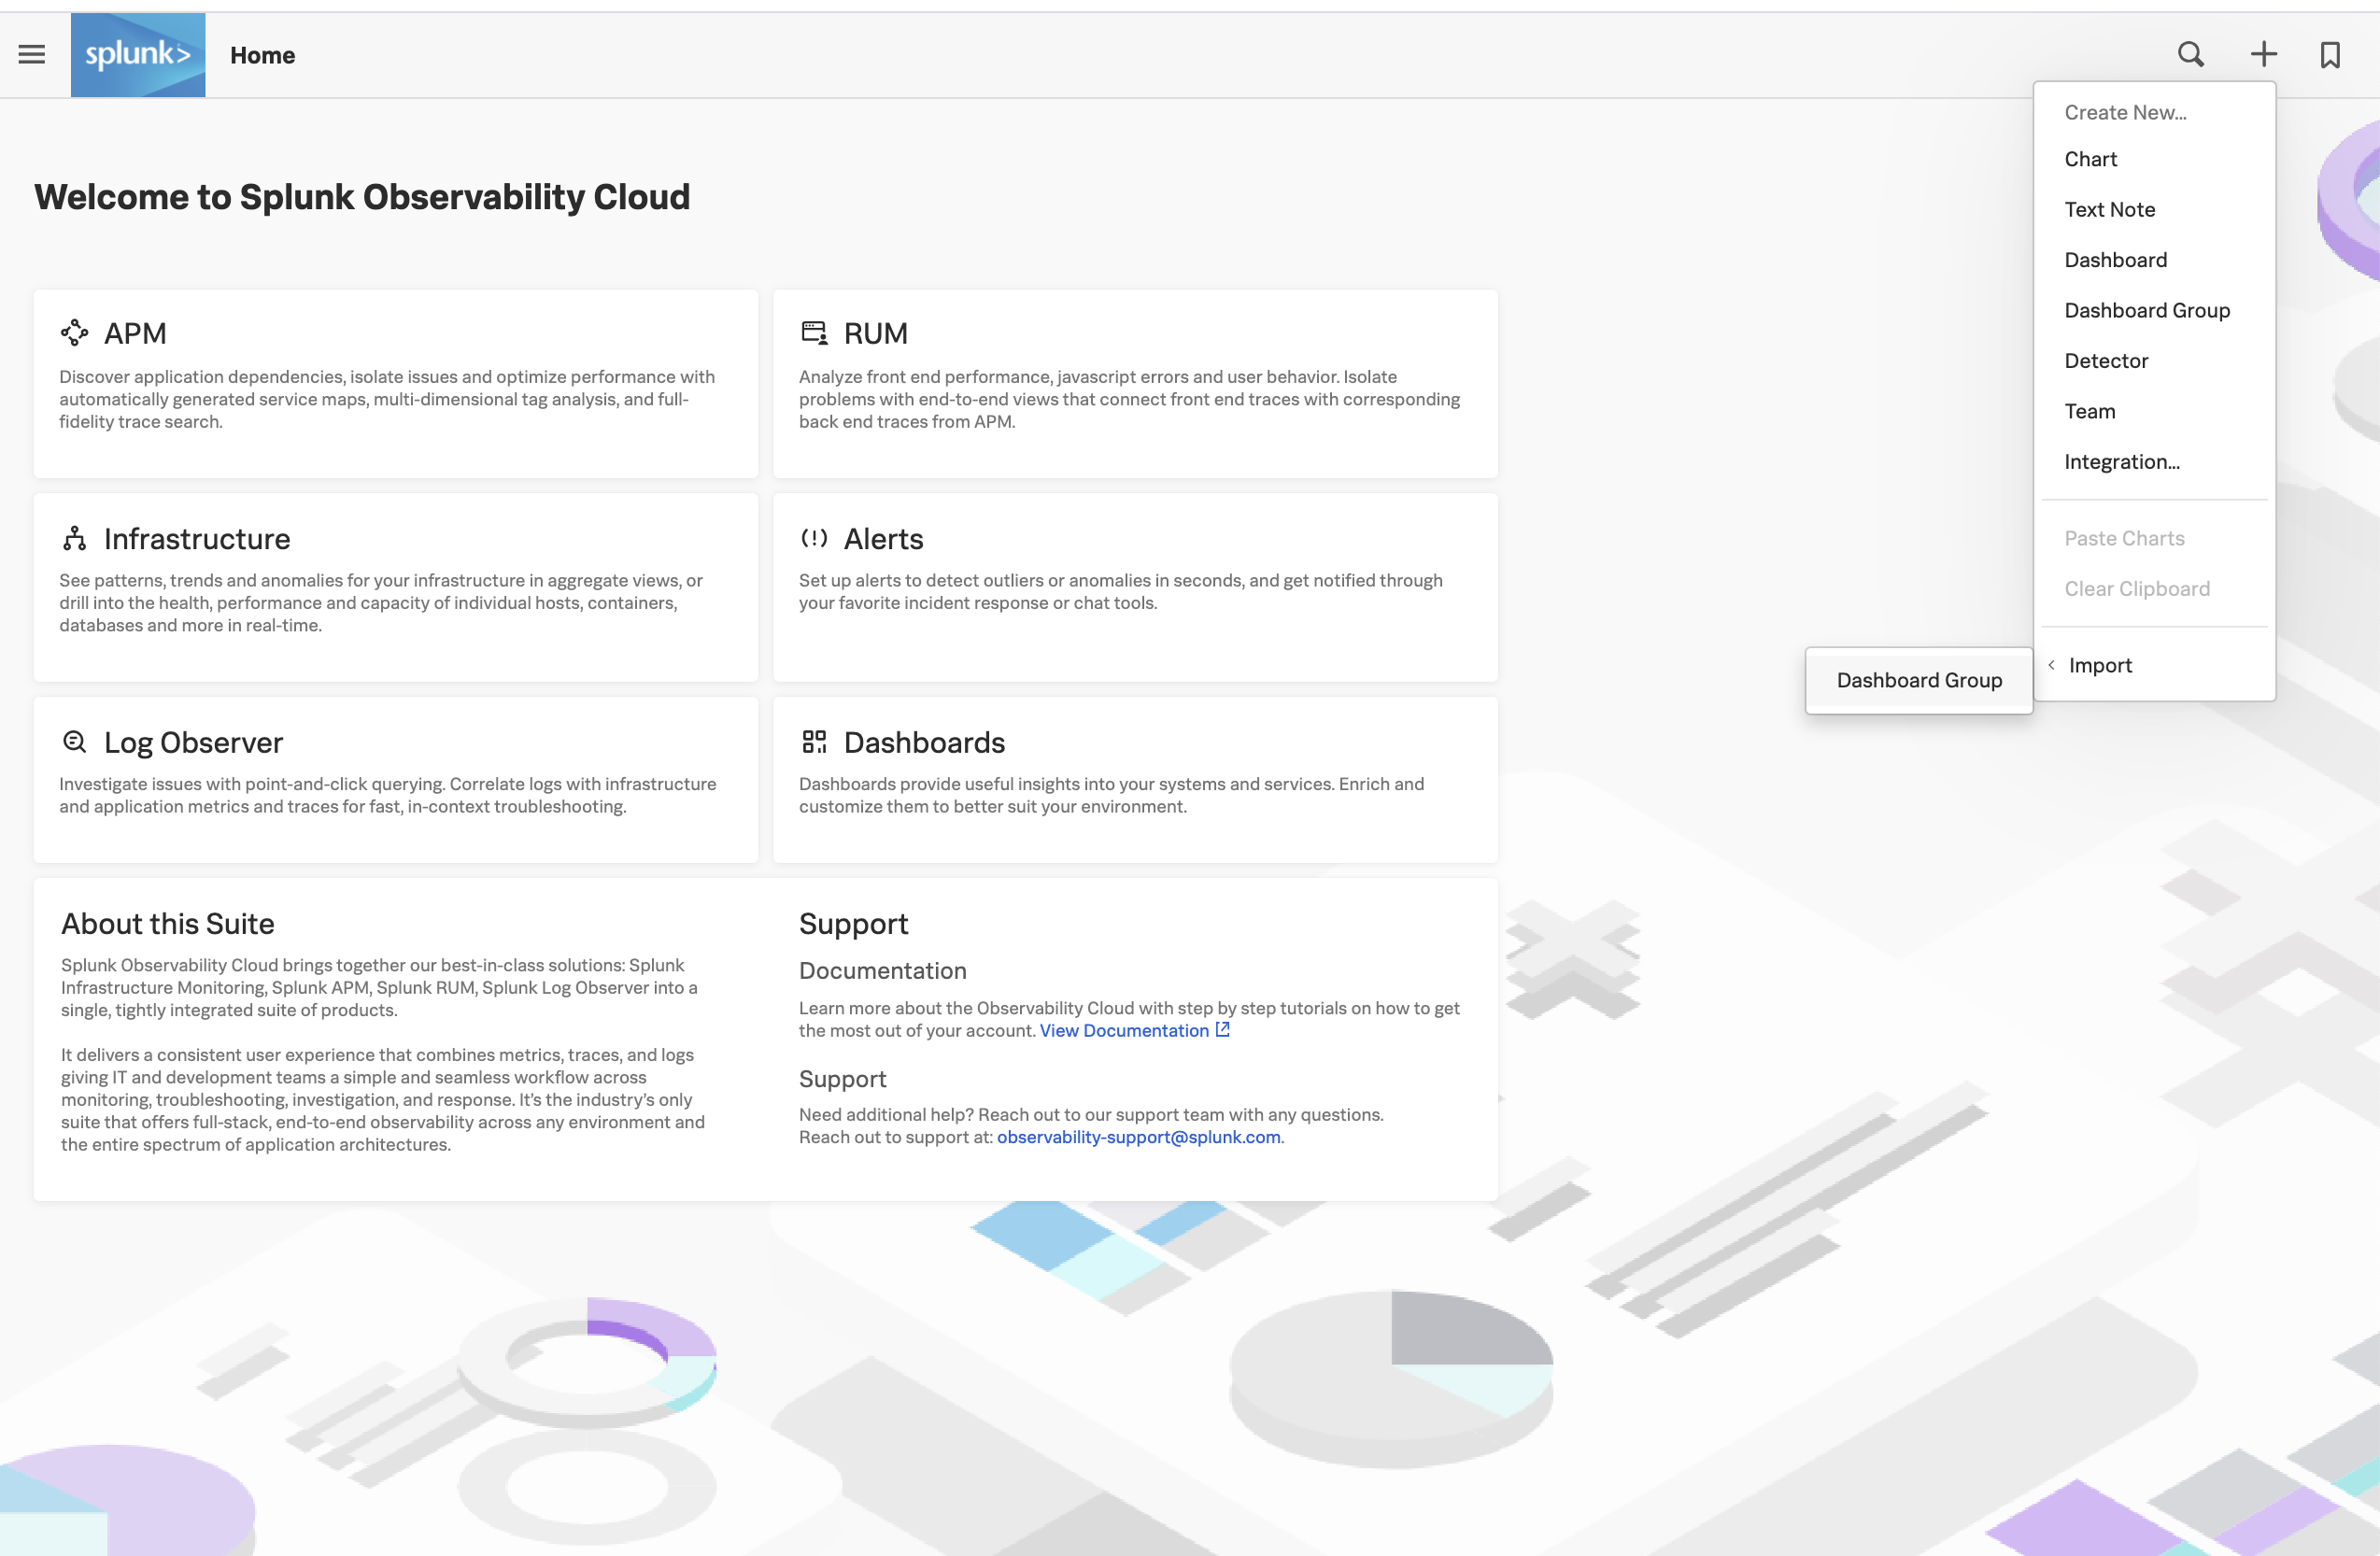 splunk>
Home
Welcome to Splunk Observability Cloud
APM
Discover application dependencies, isolate issues and optimize performance with
automatically generated service maps, multi-dimensional tag analysis, and full-
fidelity trace search.
RUM
Analyze front end performance, javascript errors and user behavior. Isolate
problems with end-to-end views that connect front end traces with corresponding
back end traces from APM.
Infrastructure
See patterns, trends and anomalies for your infrastructure in aggregate views, or
drill into the health, performance and capacity of individual hosts, containers,
databases and more in real-time.
Alerts
Set up alerts to detect outliers or anomalies in seconds, and get notified through
your favorite incident response or chat tools.
Log Observer
Investigate issues with point-and-click querying. Correlate logs with infrastructure
and application metrics and traces for fast, in-context troubleshooting.
Dashboards
Dashboards provide useful insights into your systems and services. Enrich and
customize them to better suit your environment.
About this Suite
Splunk Observability Cloud brings together our best-in-class solutions: Splunk
Infrastructure Monitoring, Splunk APM, Splunk RUM, Splunk Log Observer into a
single, tightly integrated suite of products.
It delivers a consistent user experience that combines metrics, traces, and logs
giving IT and development teams a simple and seamless workflow across
monitoring, troubleshooting, investigation, and response. It’s the industry’s only
suite that offers full-stack, end-to-end observability across any environment and
the entire spectrum of application architectures.
Support
Documentation
Learn more about the Observability Cloud with step by step tutorials on how to get
the most out of your account. View Documentation
Support
Need additional help? Reach out to our support team with any questions.
Reach out to support at: observability-support@splunk.com.
Create New...
Chart
Text Note
Dashboard
Dashboard Group
Detector
Team
Integration...
Paste Charts
Clear Clipboard
Import
Dashboard Group